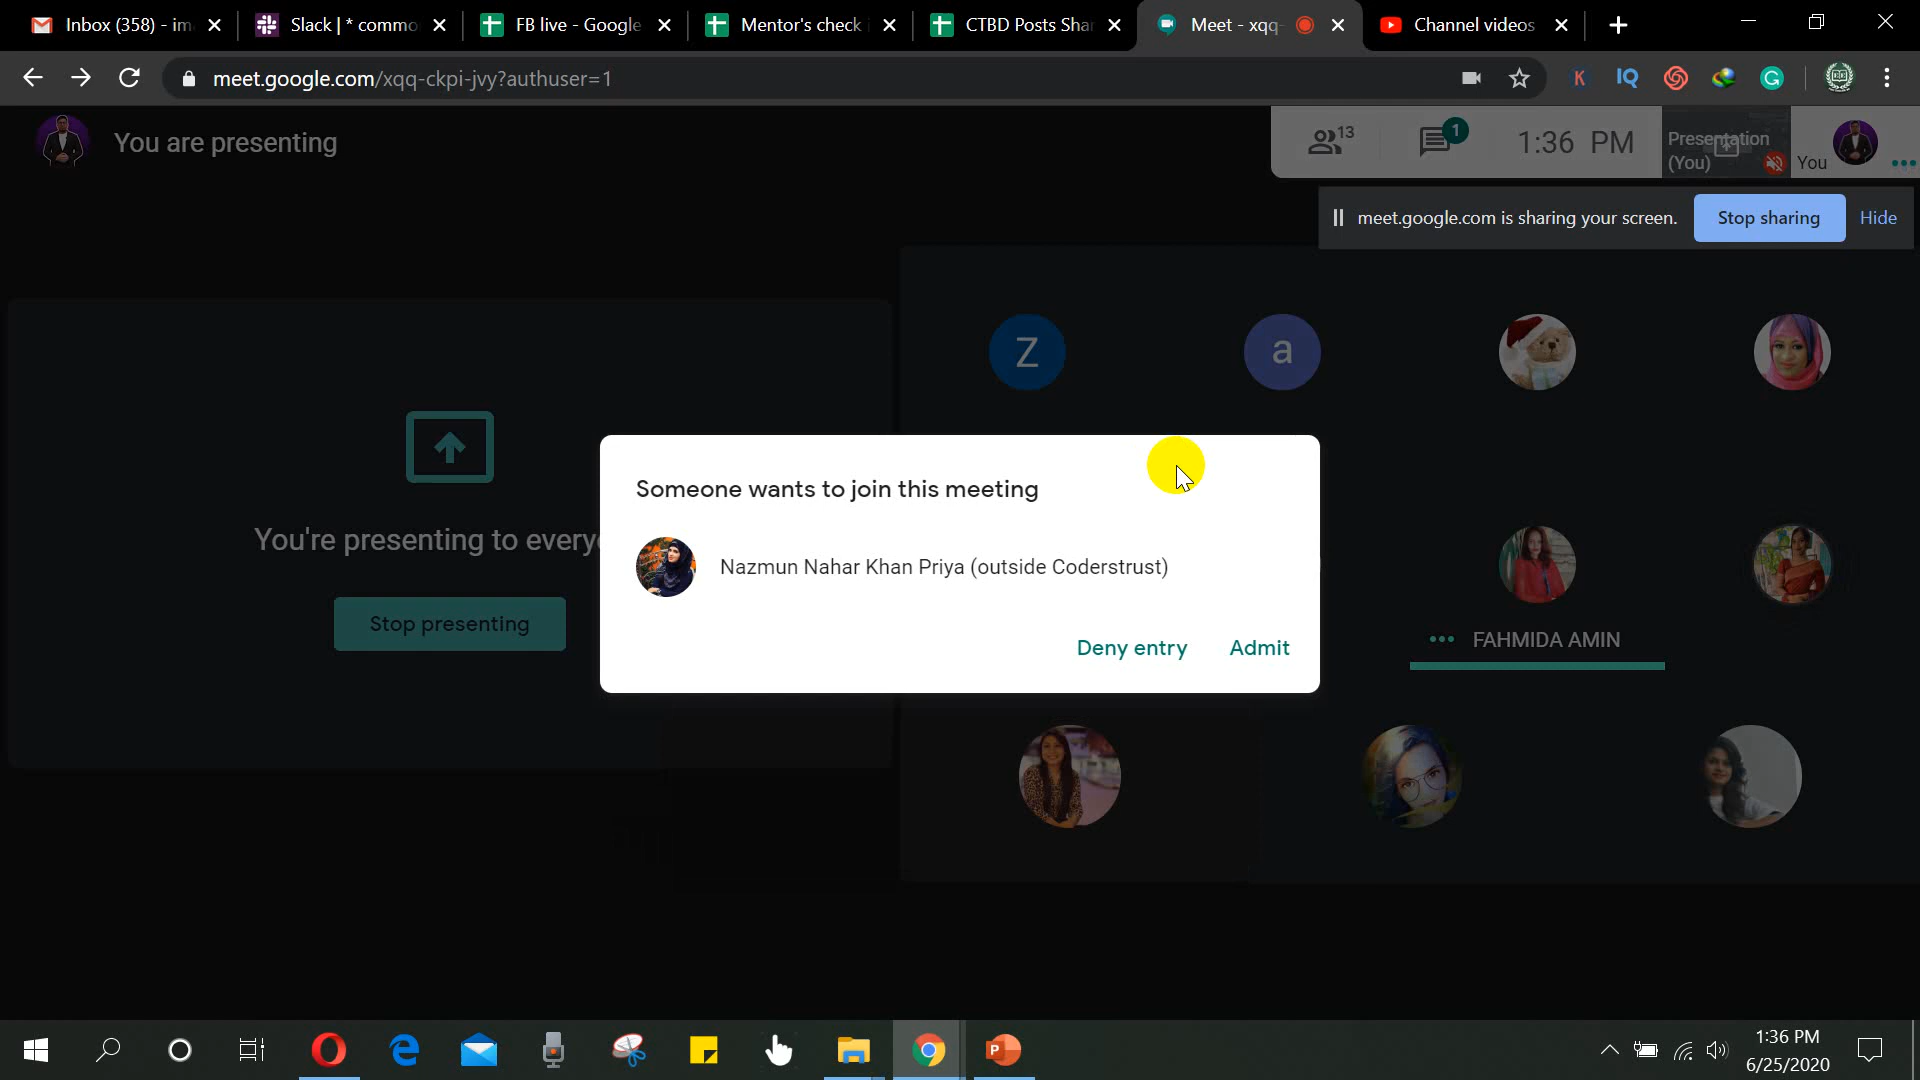 Inbox (358) - im
Slack | * commo
FB live - Google
Mentor's check i
CTBD Posts Shar
Meet - xqq-
Channel videos
meet.google.com/xqq-ckpi-jvy?authuser=1
K
IQ
G
You are presenting
13
1
1:36 PM
Presentation
(You)
You
meet.google.com is sharing your screen.
Stop sharing
Hide
Z
a
You're presenting to every
Stop presenting
Someone wants to join this meeting
Nazmun Nahar Khan Priya (outside Coderstrust)
Deny entry
Admit
FAHMIDA AMIN
P
1:36 PM
6/25/2020